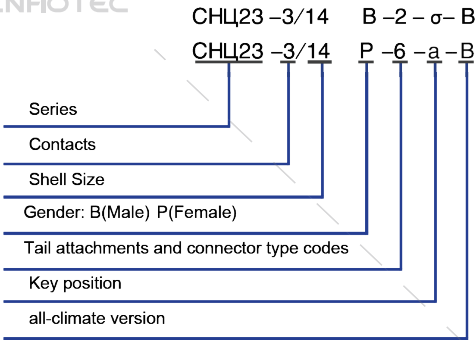 ENHOTEC
СНЦ23 -3/14 В -2 -σ- В
СНЦ23 -3/14 Р -6 -а -В
Series
Contacts
Shell Size
Gender: B(Male) P(Female)
Tail attachments and connector type codes
Key position
all-climate version